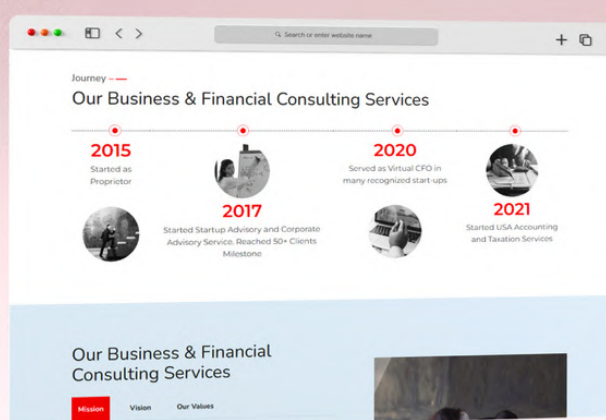 Search or enter website name
Journey
Our Business & Financial Consulting Services
2015
Started as
Proprietor
2017
Started Startup Advisory and Corporate
Advisory Service. Reached 50+ Clients
Milestone
2020
Served as Virtual CFO in
many recognized start-ups
2021
Started USA Accounting
and Taxation Services
Our Business & Financial
Consulting Services
Mission
Vision
Our Values